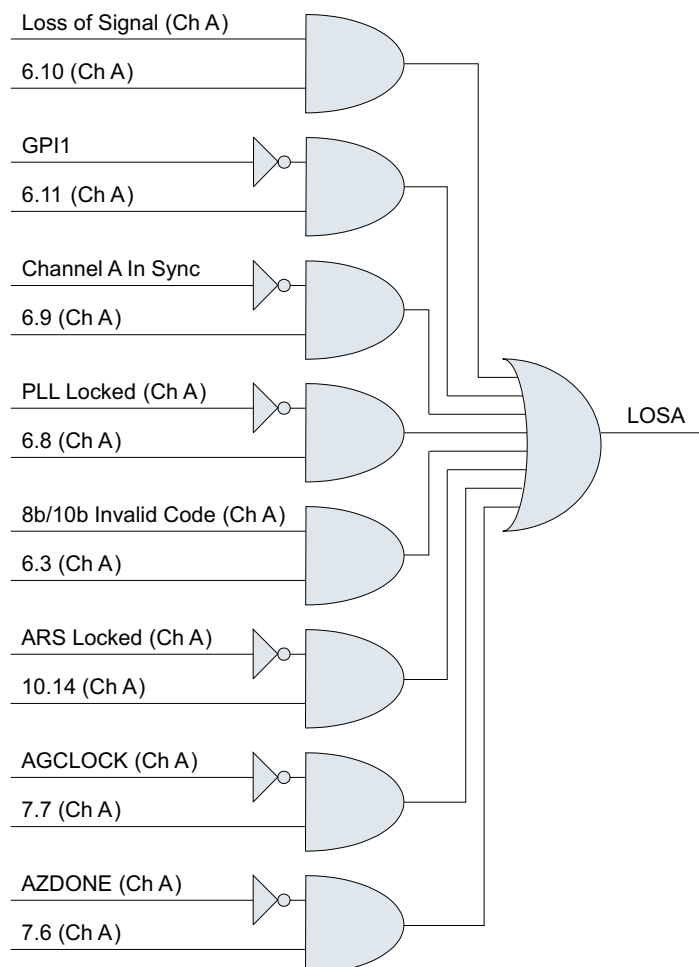 Loss of Signal (Ch A)
6.10 (Ch A)
GPI1
6.11 (Ch A)
Channel A In Sync
6.9 (Ch A)
PLL Locked (Ch A)
6.8 (Ch A)
LOSA
8b/10b Invalid Code (Ch A)
6.3 (Ch A)
ARS Locked (Ch A)
10.14 (Ch A)
AGCLOCK (Ch A)
7.7 (Ch A)
AZDONE (Ch A)
7.6 (Ch A)